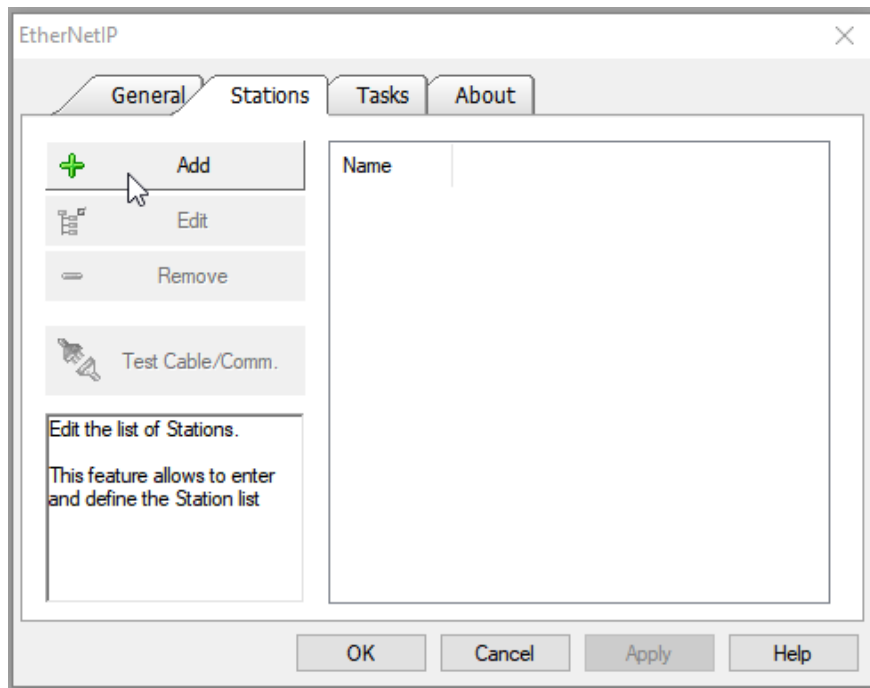 EtherNetIP
General Stations Tasks About
Add
Edit
Remove
Test Cable/Comm.
Edit the list of Stations.
This feature allows to enter
and define the Station list
Name
OK Cancel Apply Help